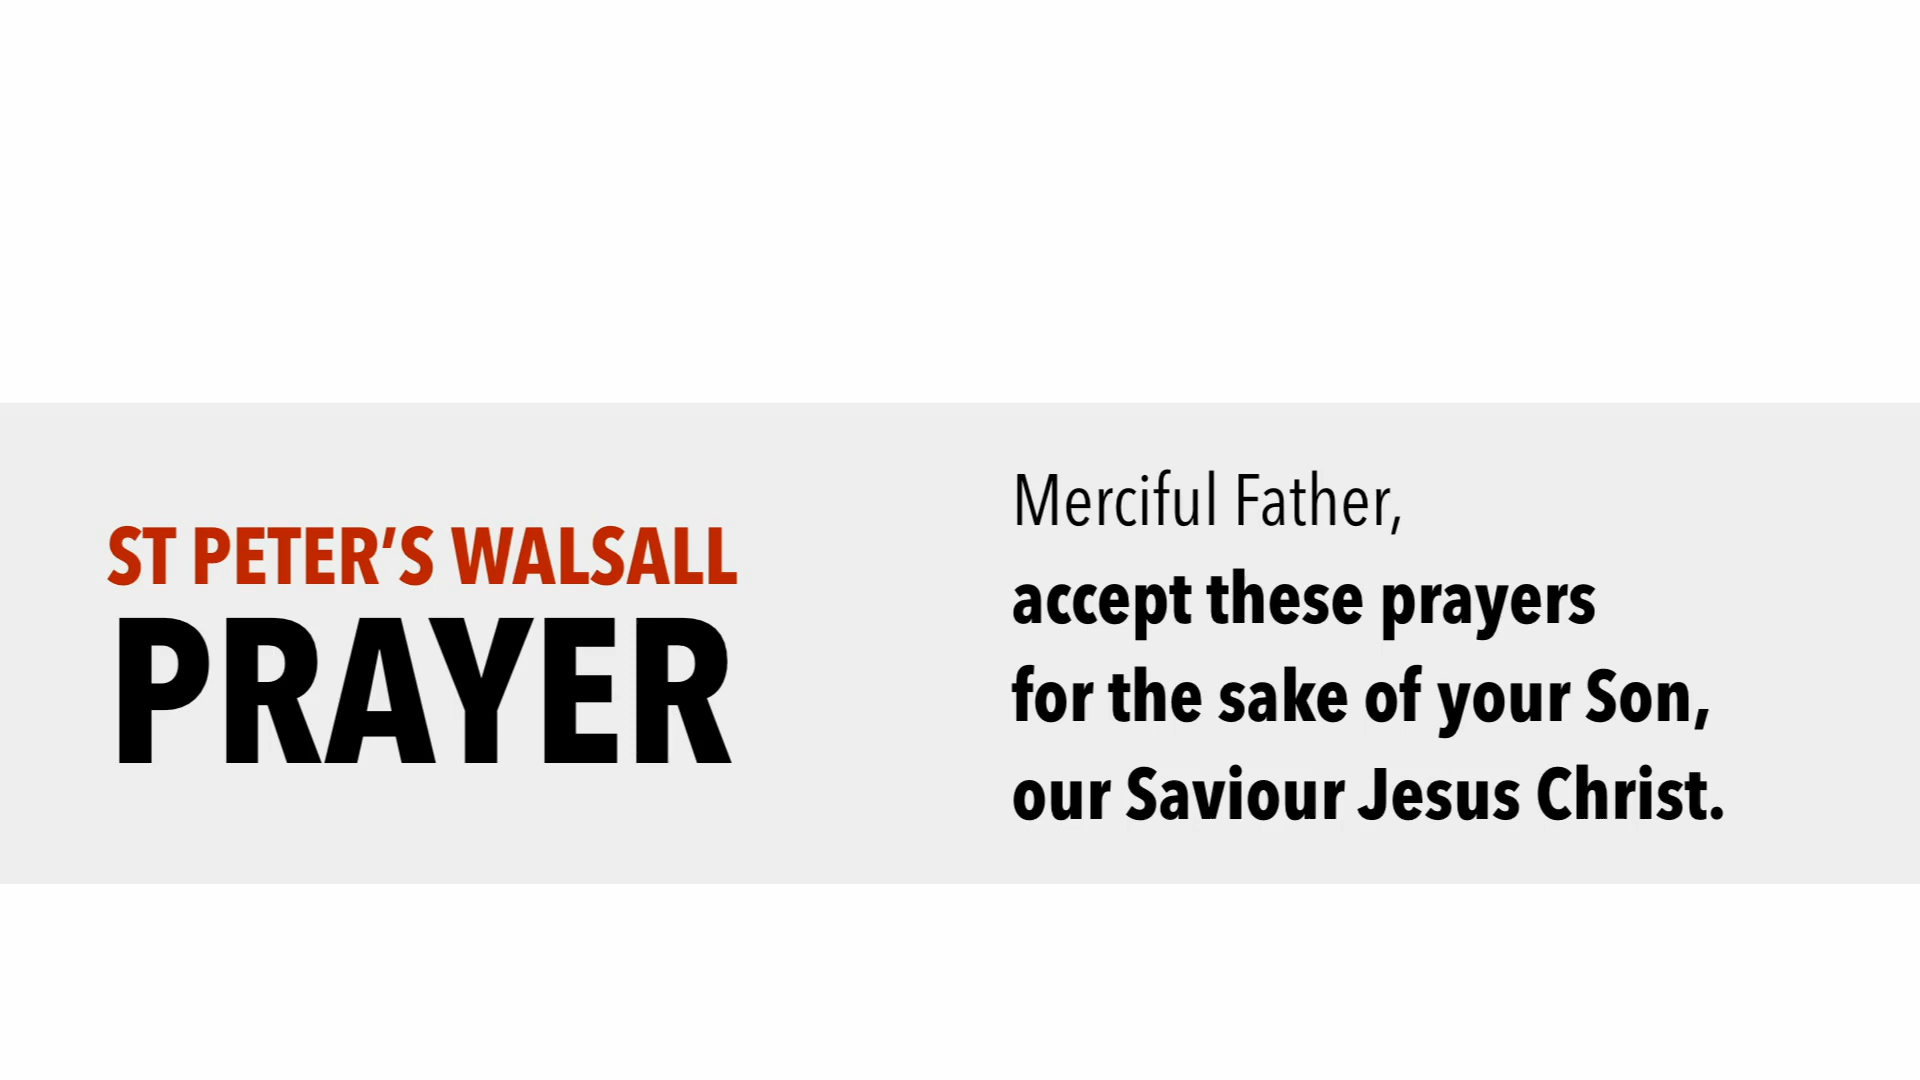 ST PETER’S WALSALL
PRAYER
Merciful Father,
accept these prayers
for the sake of your Son,
our Saviour Jesus Christ.